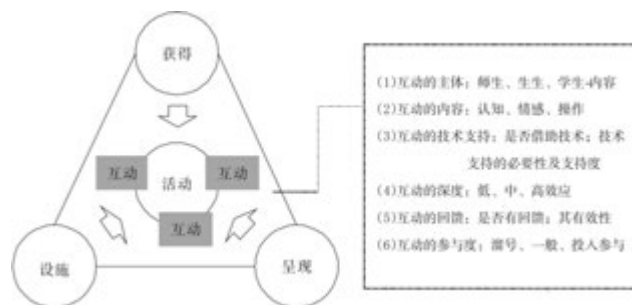 获得
互动
互动
活动
互动
设施
呈现
(1)互动的主体：师生、生生、学生-内容
(2)互动的内容：认知、情感、操作
(3)互动的技术支持：是否借助技术；技术
支持的必要性及支持度
(4)互动的深度：低、中、高效应
(5)互动的回馈：是否有回馈；其有效性
(6)互动的参与度：溜号、一般、投入参与